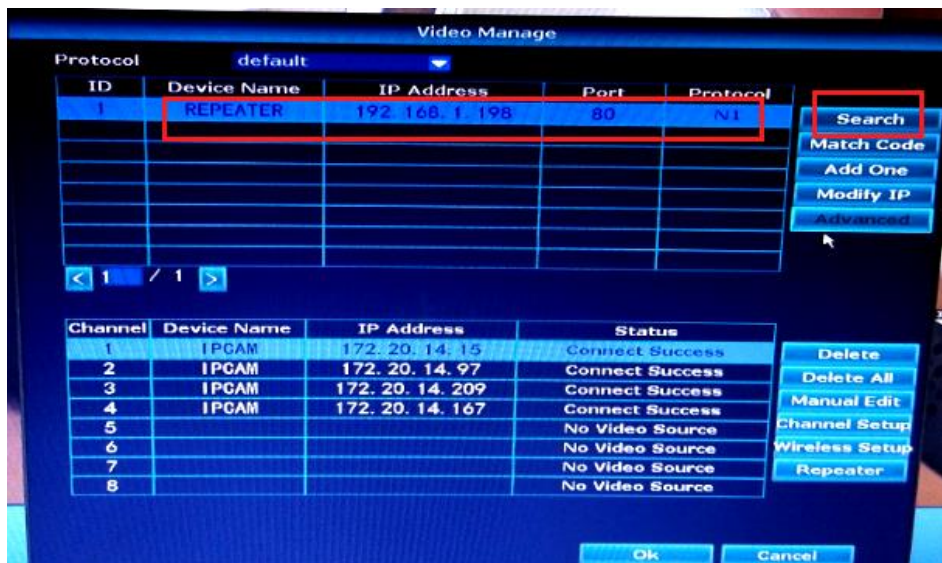 Video Manage
Protocol default
ID Device Name IP Address Port Protocol
1 REPEATER 192. 168. 1. 198 80 N1
Search
Match Code
Add One
Modify IP
Advanced
< 1 / 1 >
Channel Device Name IP Address Status
1 IPCAM 172. 20. 14. 15 Connect Success
2 IPCAM 172. 20. 14. 97 Connect Success
3 IPCAM 172. 20. 14. 209 Connect Success
4 IPCAM 172. 20. 14. 167 Connect Success
5 No Video Source
6 No Video Source
7 No Video Source
8 No Video Source
Delete
Delete All
Manual Edit
Channel Setup
Wireless Setup
Repeater
Ok Cancel